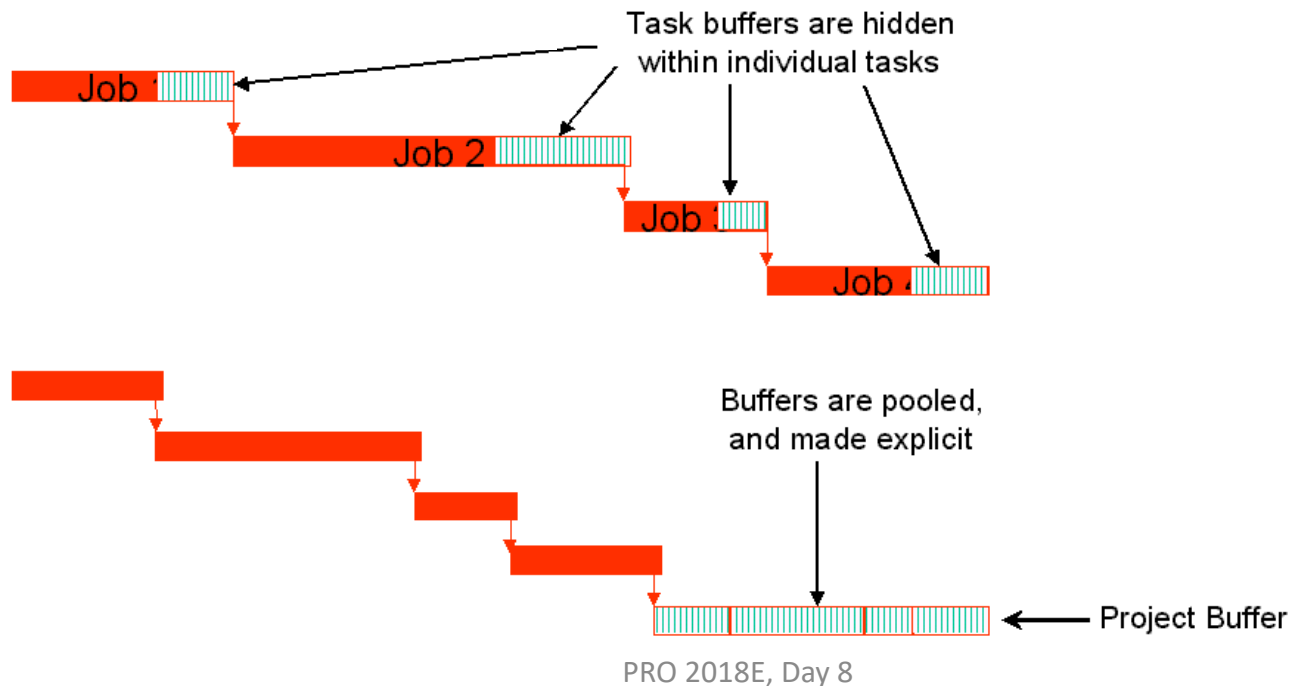 Task buffers are hidden
within individual tasks
Job
Job 2
Job
Job
Buffers are pooled,
and made explicit
Project Buffer
PRO 2018E, Day 8